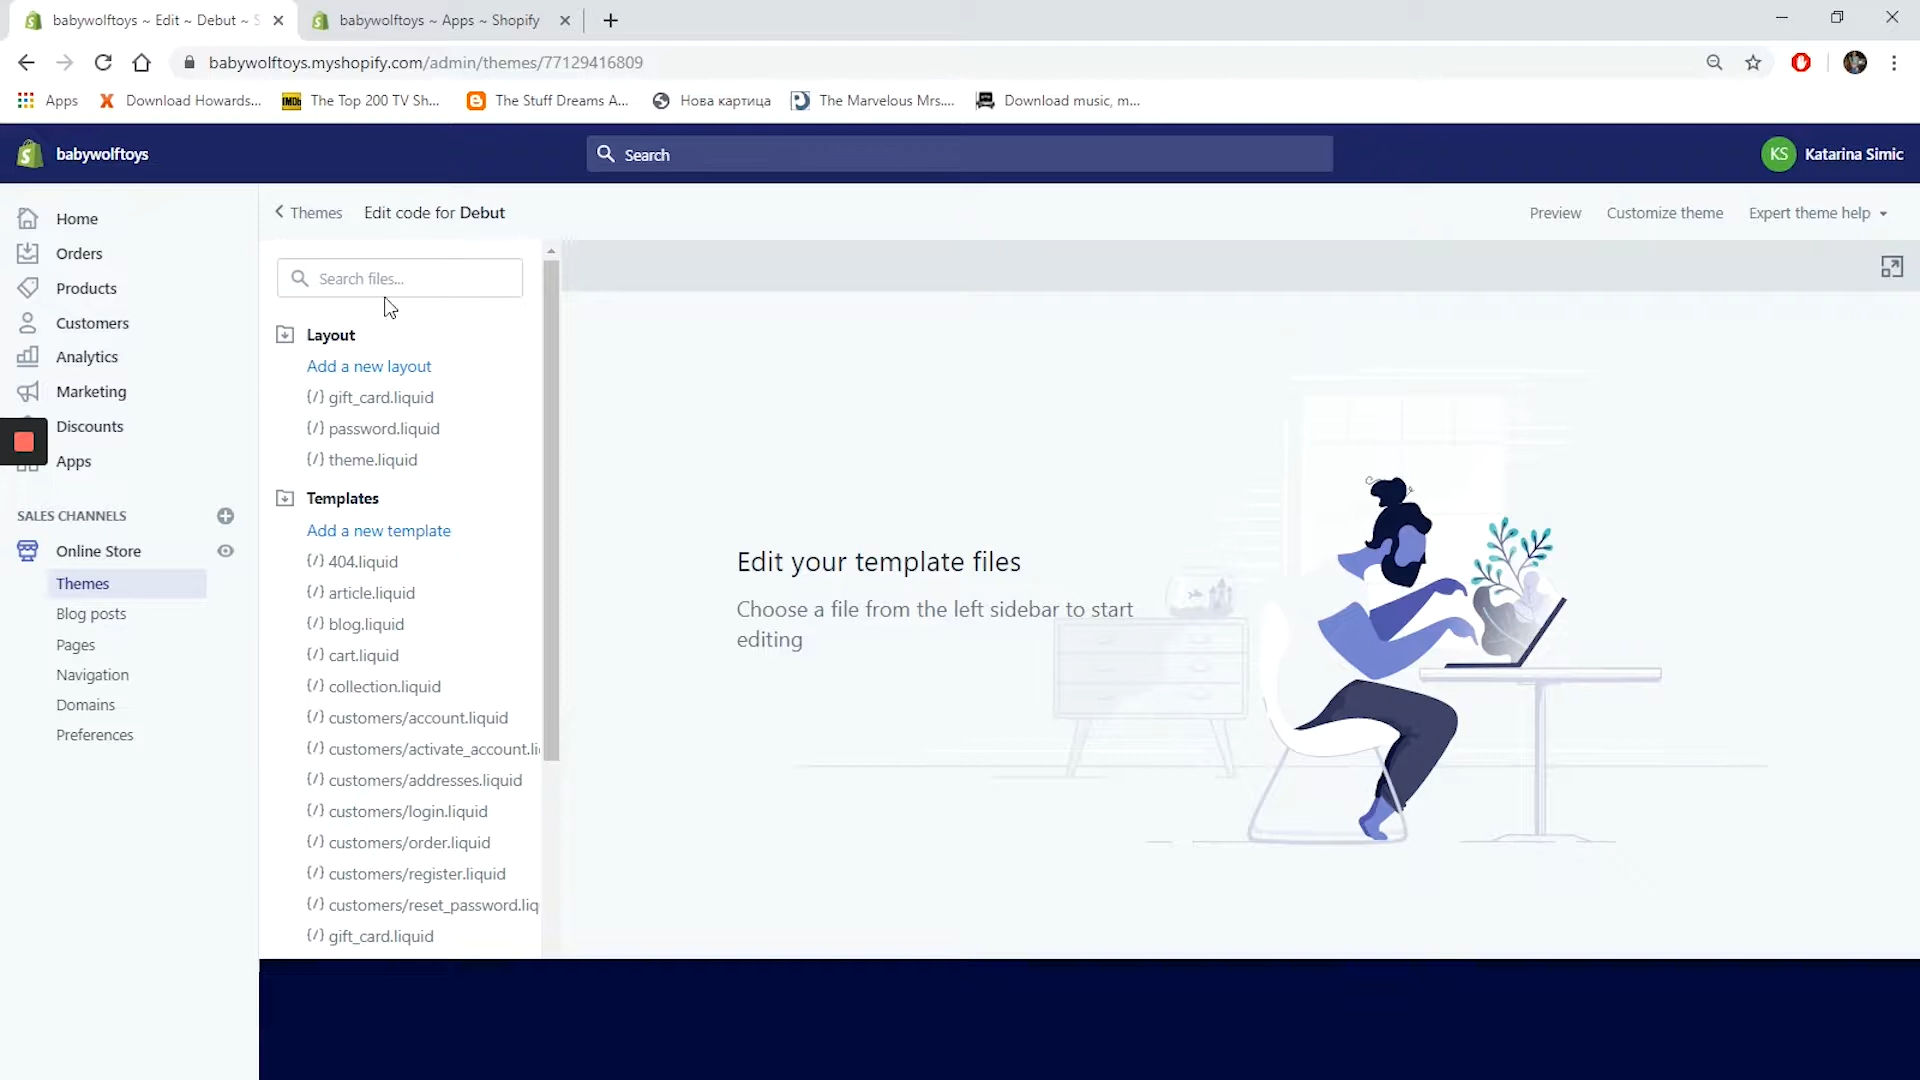 babywolftoys ~ Edit ~ Debut ~
babywolftoys ~ Apps ~ Shopify
babywolftoys.myshopify.com/admin/themes/77129416809
Apps
Download Howards...
IMDb
The Top 200 TV Sh...
The Stuff Dreams A...
Нова картица
The Marvelous Mrs....
Download music, m...
babywolftoys
Search
KS
Katarina Simic
Home
Orders
Products
Customers
Analytics
Marketing
Discounts
Apps
SALES CHANNELS
Online Store
Themes
Blog posts
Pages
Navigation
Domains
Preferences
Themes
Edit code for Debut
Preview
Customize theme
Expert theme help
Search files...
Layout
Add a new layout
{/} gift_card.liquid
{/} password.liquid
{/} theme.liquid
Templates
Add a new template
{/} 404.liquid
{/} article.liquid
{/} blog.liquid
{/} cart.liquid
{/} collection.liquid
{/} customers/account.liquid
{/} customers/activate_account.li
{/} customers/addresses.liquid
{/} customers/login.liquid
{/} customers/order.liquid
{/} customers/register.liquid
{/} customers/reset_password.liq
{/} gift_card.liquid
Edit your template files
Choose a file from the left sidebar to start
editing